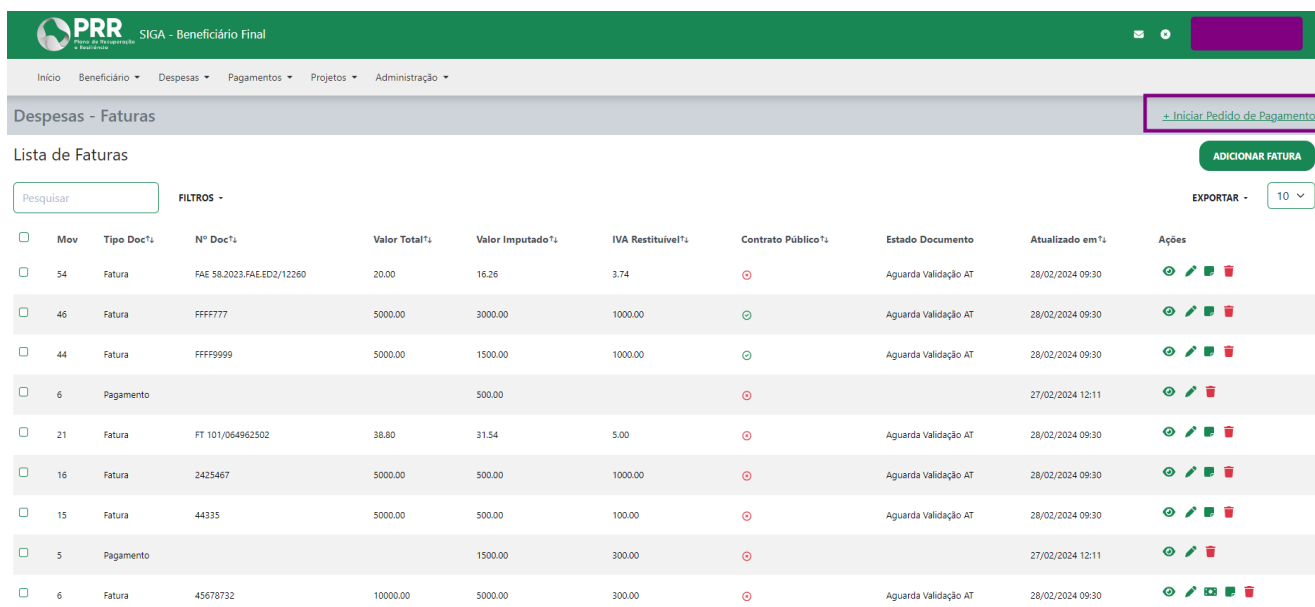 PRR
Plano de Recuperação
e Resiliência
SIGA - Beneficiário Final
Início Beneficiário Despesas Pagamentos Projetos Administração
Despesas - Faturas
+ Iniciar Pedido de Pagamento
Lista de Faturas
ADICIONAR FATURA
Pesquisar FILTROS EXPORTAR 10
Mov Tipo Doc↑↓ Nº Doc↑↓ Valor Total↑↓ Valor Imputado↑↓ IVA Restituível↑↓ Contrato Público↑↓ Estado Documento Atualizado em↑↓ Ações
54 Fatura FAE 58.2023.FAE.ED2/12260 20.00 16.26 3.74 Aguarda Validação AT 28/02/2024 09:30
46 Fatura FFFF777 5000.00 3000.00 1000.00 Aguarda Validação AT 28/02/2024 09:30
44 Fatura FFFF9999 5000.00 1500.00 1000.00 Aguarda Validação AT 28/02/2024 09:30
6 Pagamento 500.00 27/02/2024 12:11
21 Fatura FT 101/064962502 38.80 31.54 5.00 Aguarda Validação AT 28/02/2024 09:30
16 Fatura 2425467 5000.00 500.00 1000.00 Aguarda Validação AT 28/02/2024 09:30
15 Fatura 44335 5000.00 500.00 100.00 Aguarda Validação AT 28/02/2024 09:30
5 Pagamento 1500.00 300.00 27/02/2024 12:11
6 Fatura 45678732 10000.00 5000.00 300.00 Aguarda Validação AT 28/02/2024 09:30